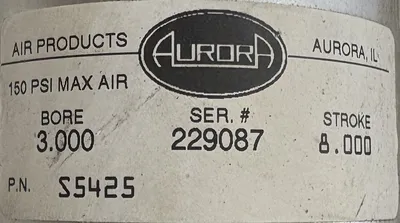 AIR PRODUCTS
AURORA
AURORA, IL
150 PSI MAX AIR
BORE
3.000
SER. #
229087
STROKE
8.000
P.N. S5425